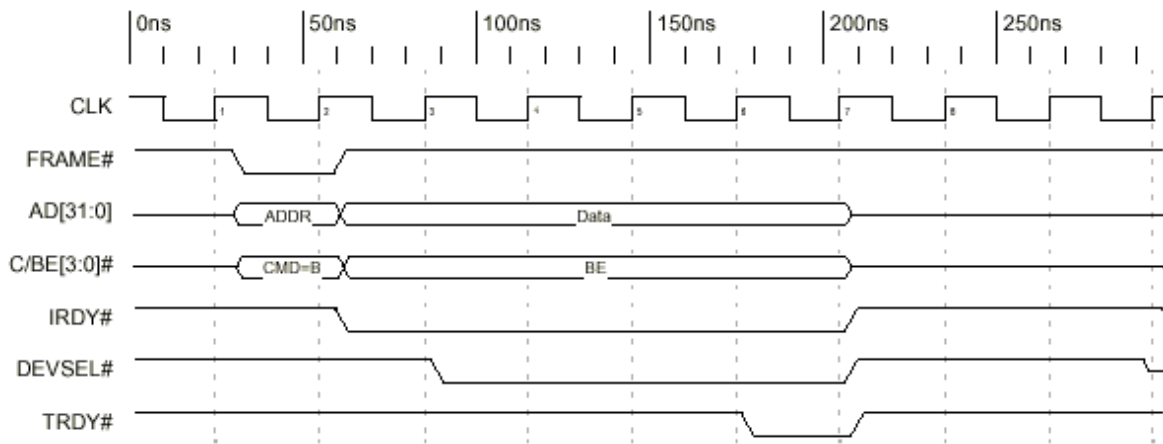 0ns 50ns 100ns 150ns 200ns 250ns
CLK 1 2 3 4 5 6 7 8
FRAME#
AD[31:0] ADDR Data
C/BE[3:0]# CMD=B BE
IRDY#
DEVSEL#
TRDY#